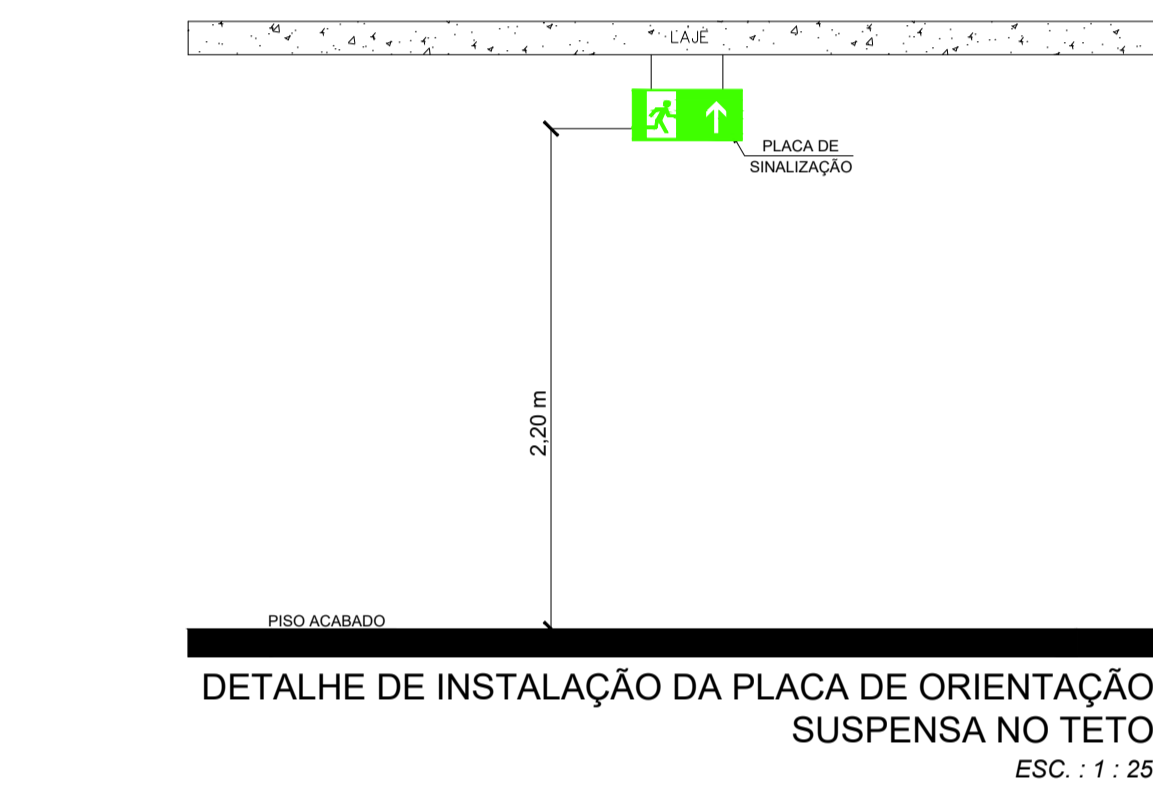 LAJE
PLACA DE
SINALIZAÇÃO
2,20 m
PISO ACABADO
DETALHE DE INSTALAÇÃO DA PLACA DE ORIENTAÇÃO
SUSPENSA NO TETO
ESC. : 1 : 25